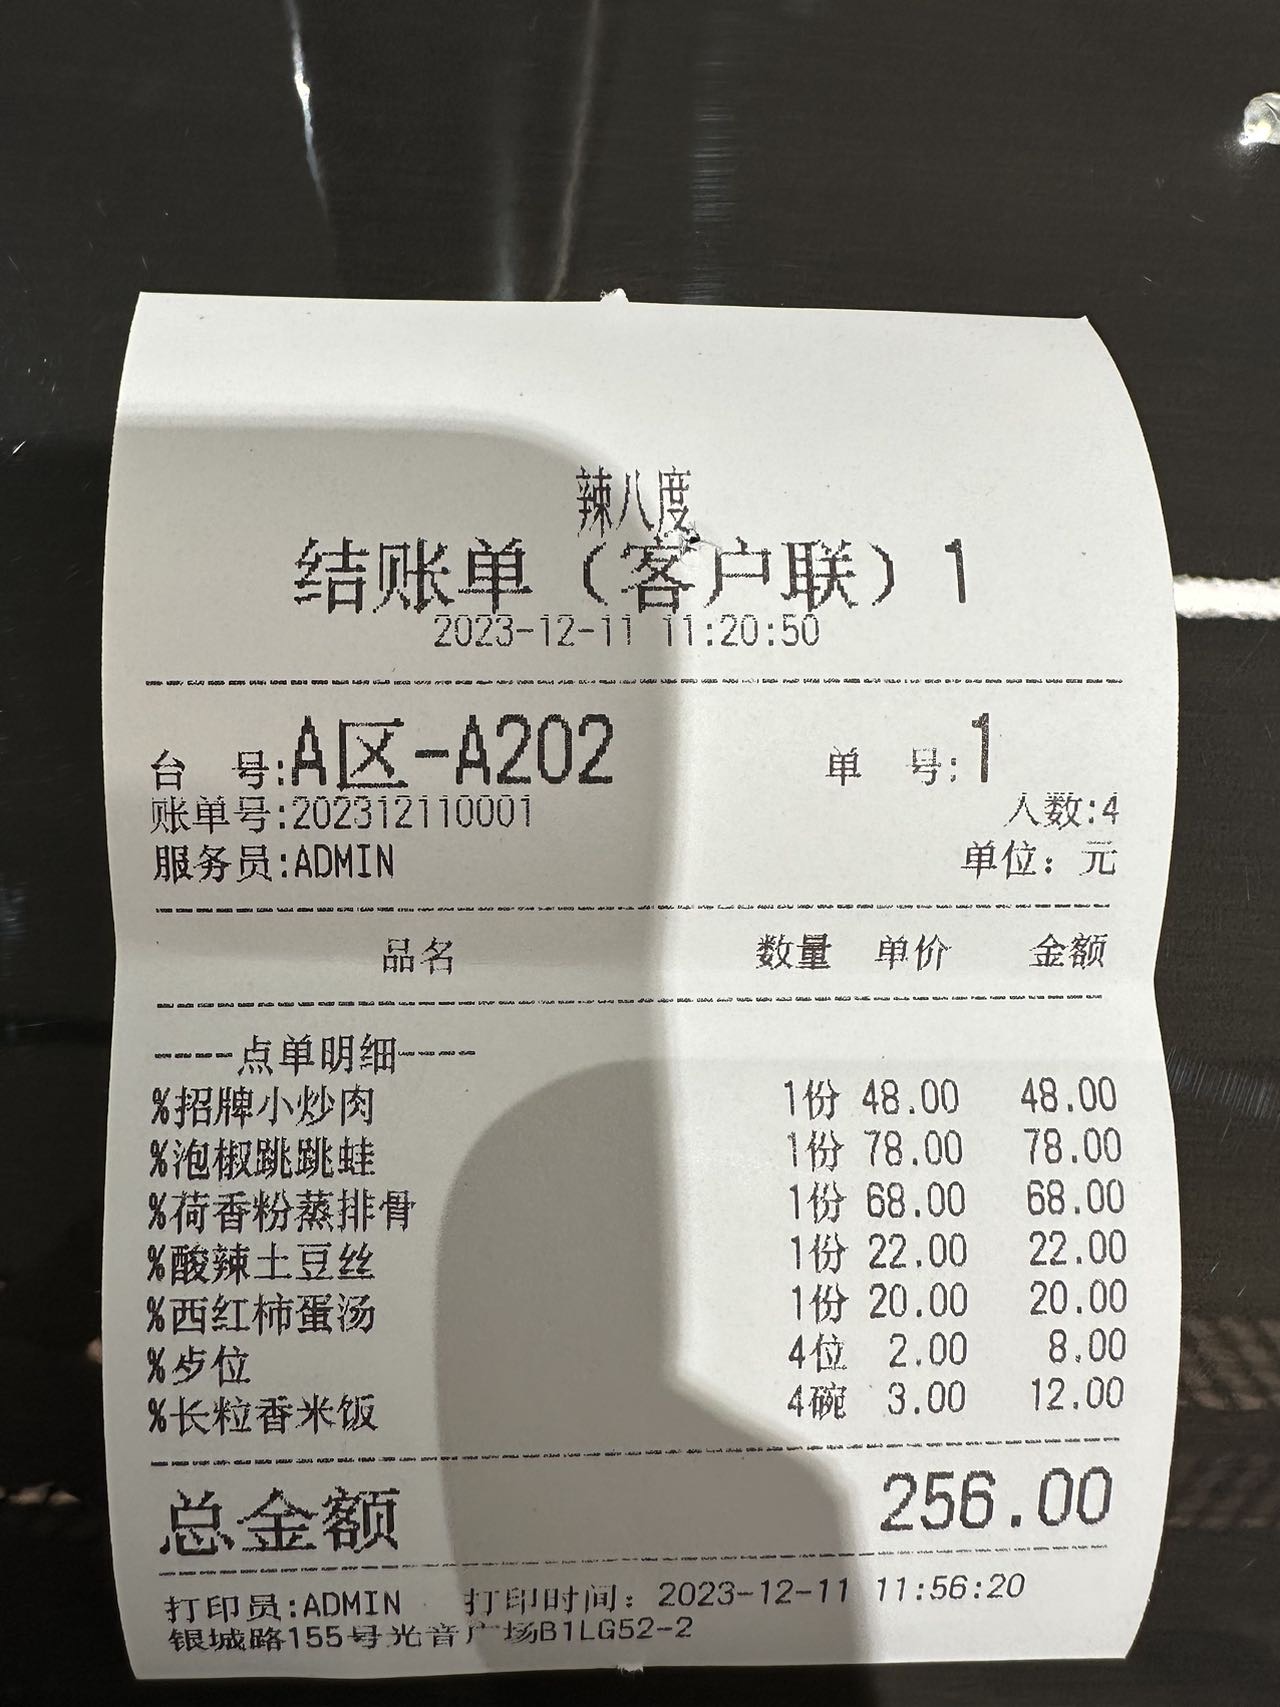 辣八度
结账单（客户联）1
2023-12-11 11:20:50
台 号:A区-A202 单 号:1
账单号:202312110001 人数:4
服务员:ADMIN 单位：元
品名 数量 单价 金额
----点单明细----
%招牌小炒肉 1份 48.00 48.00
%泡椒跳跳蛙 1份 78.00 78.00
%荷香粉蒸排骨 1份 68.00 68.00
%酸辣土豆丝 1份 22.00 22.00
%西红柿蛋汤 1份 20.00 20.00
%歺位 4位 2.00 8.00
%长粒香米饭 4碗 3.00 12.00
总金额 256.00
打印员:ADMIN 打印时间：2023-12-11 11:56:20
银城路155号光音广场B1LG52-2